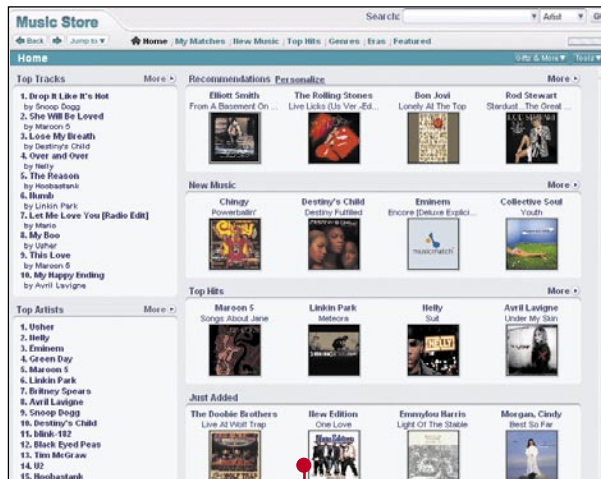 Music Store
Search:
Artist
Back
Jump to
Home | My Matches | New Music | Top Hits | Genres | Eras | Featured
Home
Gifts & More
Tools
Top Tracks
More
1. Drop It Like It's Hot
by Snoop Dogg
2. She Will Be Loved
by Maroon 5
3. Lose My Breath
by Destiny's Child
4. Over and Over
by Nelly
5. The Reason
by Hoobastank
6. Numb
by Linkin Park
7. Let Me Love You [Radio Edit]
by Mario
8. My Boo
by Usher
9. This Love
by Maroon 5
10. My Happy Ending
by Avril Lavigne
Top Artists
More
1. Usher
2. Nelly
3. Eminem
4. Green Day
5. Maroon 5
6. Linkin Park
7. Britney Spears
8. Avril Lavigne
9. Snoop Dogg
10. Destiny's Child
11. blink-182
12. Black Eyed Peas
13. Tim McGraw
14. U2
15. Hoobastank
Recommendations Personalize
More
Elliott Smith
From A Basement On ...
The Rolling Stones
Live Licks (Us Ver.-Ed...
Bon Jovi
Lonely At The Top
Rod Stewart
Stardust...The Great ...
New Music
More
Chingy
Powerballin'
Destiny's Child
Destiny Fulfilled
Eminem
Encore [Deluxe Explici...
musicmatch
Collective Soul
Youth
Top Hits
More
Maroon 5
Songs About Jane
Linkin Park
Meteora
Nelly
Suit
NELLY
Avril Lavigne
Under My Skin
Just Added
The Doobie Brothers
Live At Wolf Trap
WOLF TRAP
New Edition
One Love
New Edition
Emmylou Harris
Light Of The Stable
Morgan, Cindy
Best So Far